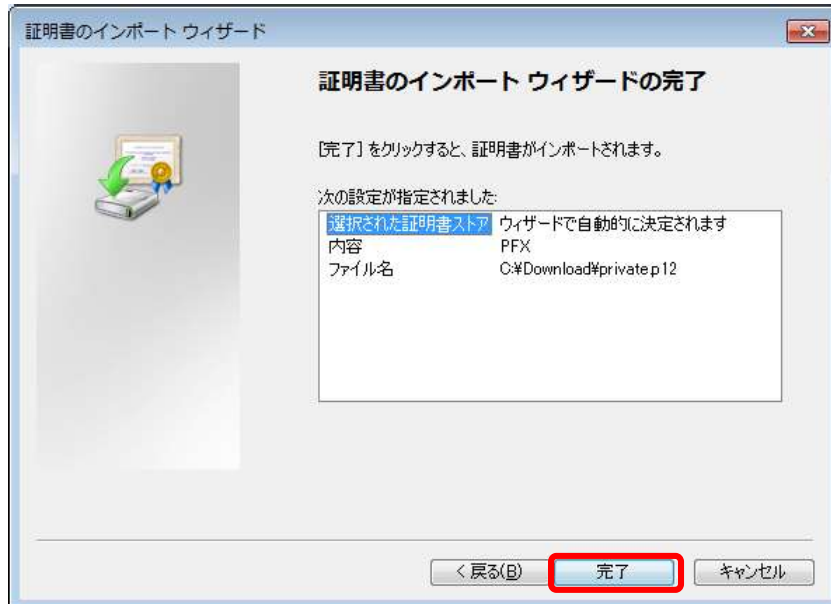 証明書のインポート ウィザード
証明書のインポート ウィザードの完了
[完了] をクリックすると、証明書がインポートされます。
次の設定が指定されました:
選択された証明書ストア ウィザードで自動的に決定されます
内容 PFX
ファイル名 C:¥Download¥private.p12
< 戻る(B) 完了 キャンセル